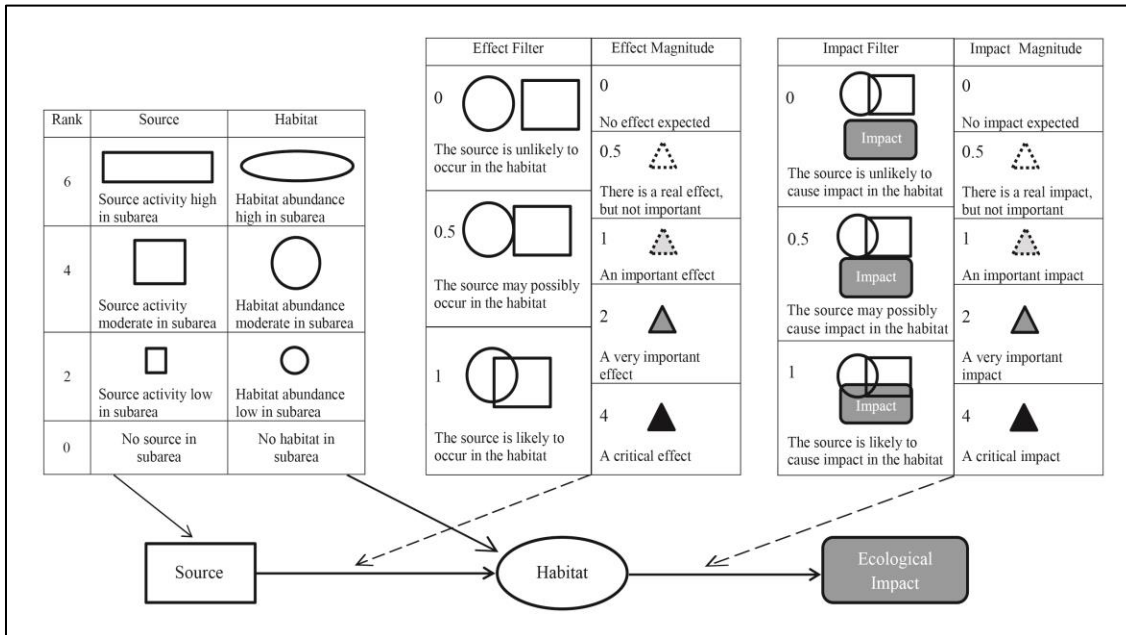 Rank Source Habitat
6
Source activity high
in subarea
Habitat abundance
high in subarea
4
Source activity
moderate in subarea
Habitat abundance
moderate in subarea
2
Source activity low
in subarea
Habitat abundance
low in subarea
0
No source in
subarea
No habitat in
subarea
Effect Filter
0
The source is unlikely to
occur in the habitat
0.5
The source may possibly
occur in the habitat
1
The source is likely to
occur in the habitat
Effect Magnitude
0
No effect expected
0.5
There is a real effect,
but not important
1
An important effect
2
A very important
effect
4
A critical effect
Impact Filter
0
Impact
The source is unlikely to
cause impact in the habitat
0.5
Impact
The source may possibly
cause impact in the habitat
1
Impact
The source is likely to
cause impact in the habitat
Impact Magnitude
0
No impact expected
0.5
There is a real impact,
but not important
1
An important impact
2
A very important
impact
4
A critical impact
Source
Habitat
Ecological
Impact